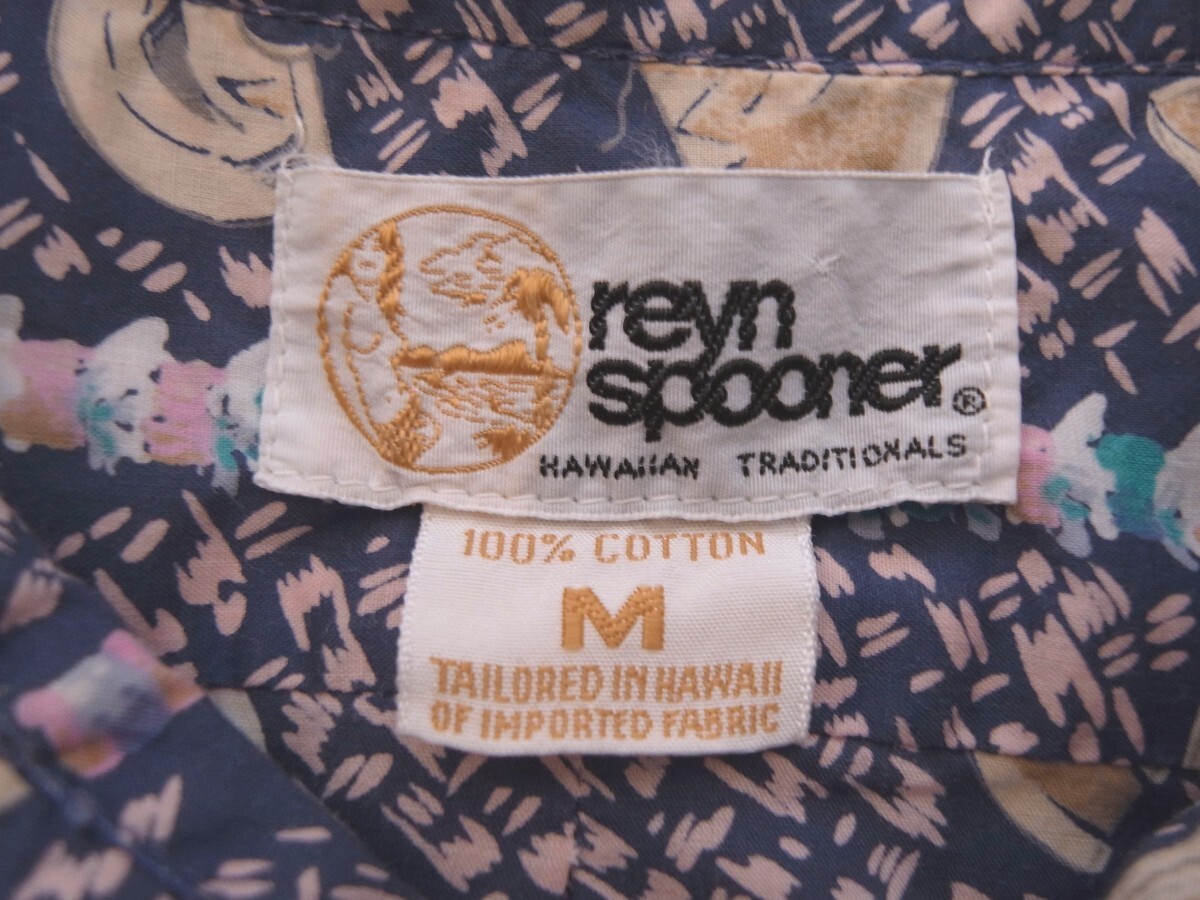 reyn
spooner®
HAWAIIAN TRADITIONALS
100% COTTON
M
TAILORED IN HAWAII
OF IMPORTED FABRIC